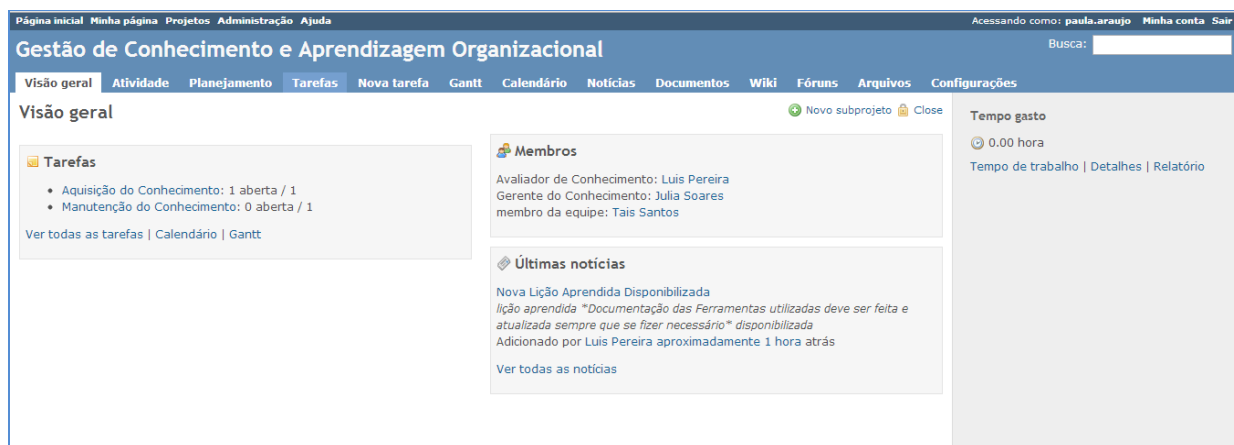 Página inicial Minha página Projetos Administração Ajuda
Acessando como: paula.araujo Minha conta Sair
Gestão de Conhecimento e Aprendizagem Organizacional
Busca:
Visão geral Atividade Planejamento Tarefas Nova tarefa Gantt Calendário Notícias Documentos Wiki Fóruns Arquivos Configurações
Visão geral
Novo subprojeto Close
Tarefas
Aquisição do Conhecimento: 1 aberta / 1
Manutenção do Conhecimento: 0 aberta / 1
Ver todas as tarefas | Calendário | Gantt
Membros
Avaliador de Conhecimento: Luis Pereira
Gerente do Conhecimento: Julia Soares
membro da equipe: Tais Santos
Últimas notícias
Nova Lição Aprendida Disponibilizada
lição aprendida *Documentação das Ferramentas utilizadas deve ser feita e
atualizada sempre que se fizer necessário* disponibilizada
Adicionado por Luis Pereira aproximadamente 1 hora atrás
Ver todas as notícias
Tempo gasto
0.00 hora
Tempo de trabalho | Detalhes | Relatório